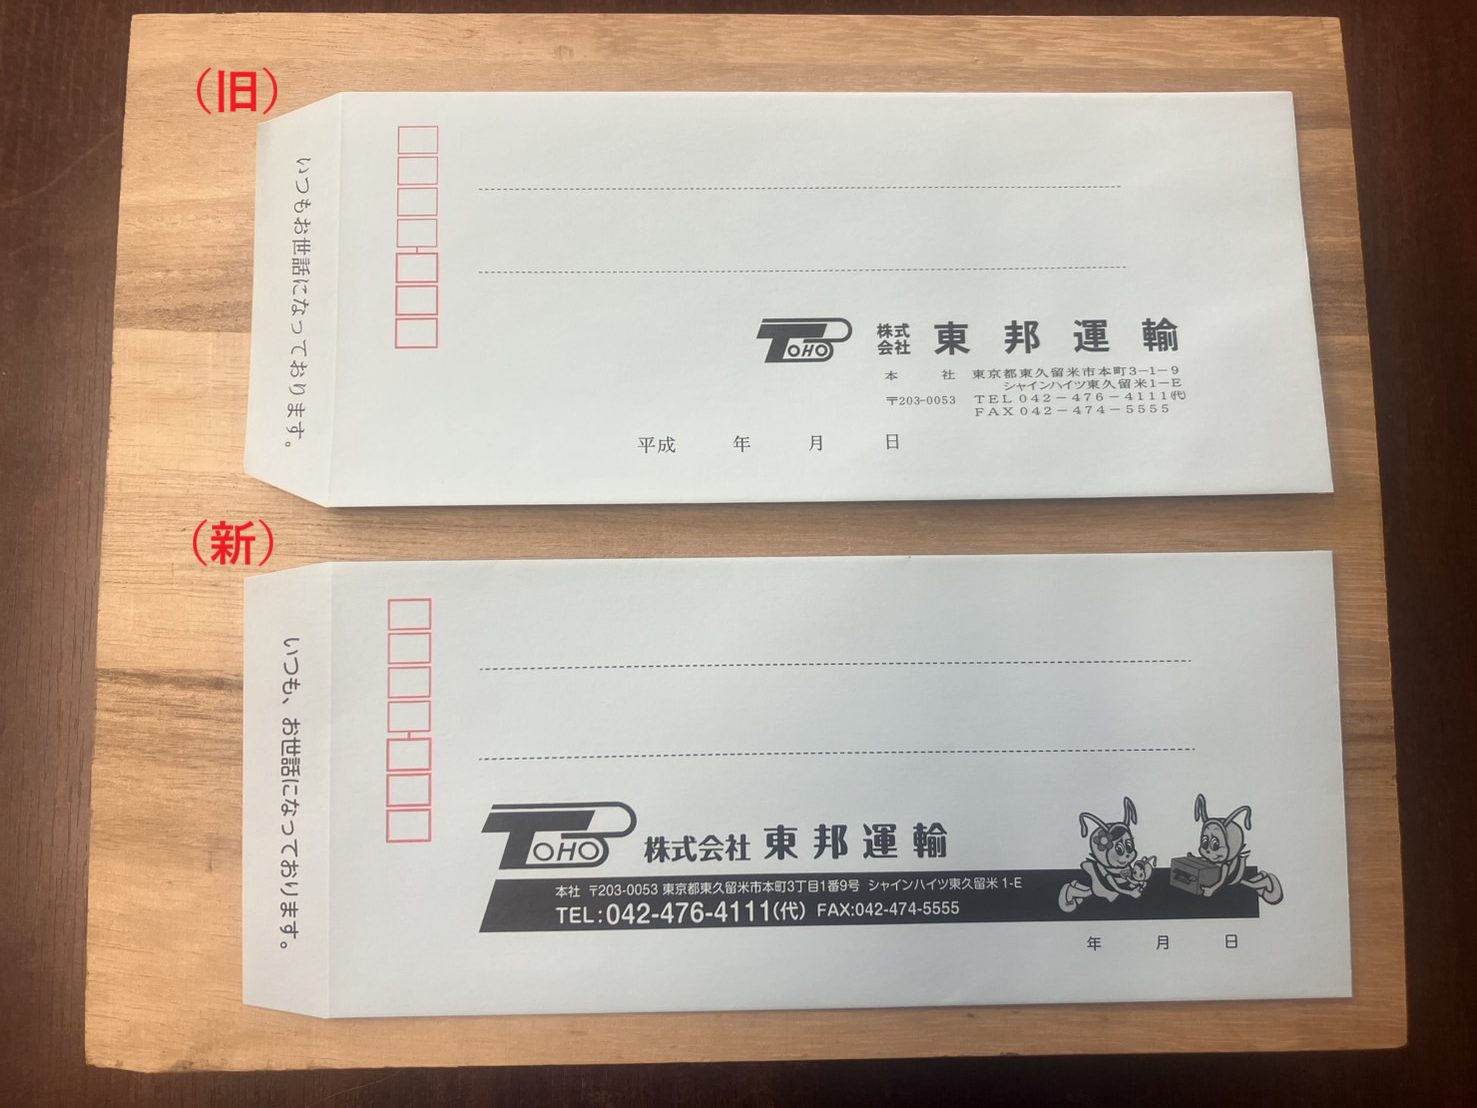 （旧）
いつもお世話になっております。
TOHO
株式会社 東邦運輸
本社 東京都東久留米市本町3－1－9
シャインハイツ東久留米1－E
〒203-0053 TEL 042－476－4111㈹
FAX 042－474－5555
平成 年 月 日
（新）
いつも、お世話になっております。
TOHO
株式会社 東邦運輸
本社 〒203-0053 東京都東久留米市本町3丁目1番9号 シャインハイツ東久留米 1-E
TEL:042-476-4111(代) FAX:042-474-5555
年 月 日